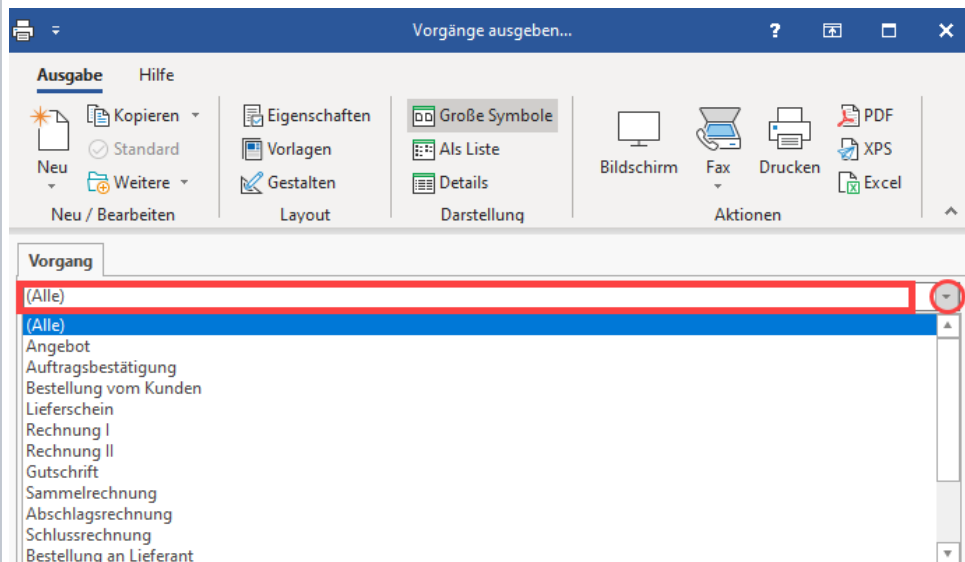 Vorgänge ausgeben...
?
Ausgabe Hilfe
Neu
Kopieren
Standard
Weitere
Neu / Bearbeiten
Eigenschaften
Vorlagen
Gestalten
Layout
Große Symbole
Als Liste
Details
Darstellung
Bildschirm
Fax
Drucken
PDF
XPS
Excel
Aktionen
Vorgang
(Alle)
(Alle)
Angebot
Auftragsbestätigung
Bestellung vom Kunden
Lieferschein
Rechnung I
Rechnung II
Gutschrift
Sammelrechnung
Abschlagsrechnung
Schlussrechnung
Bestellung an Lieferant